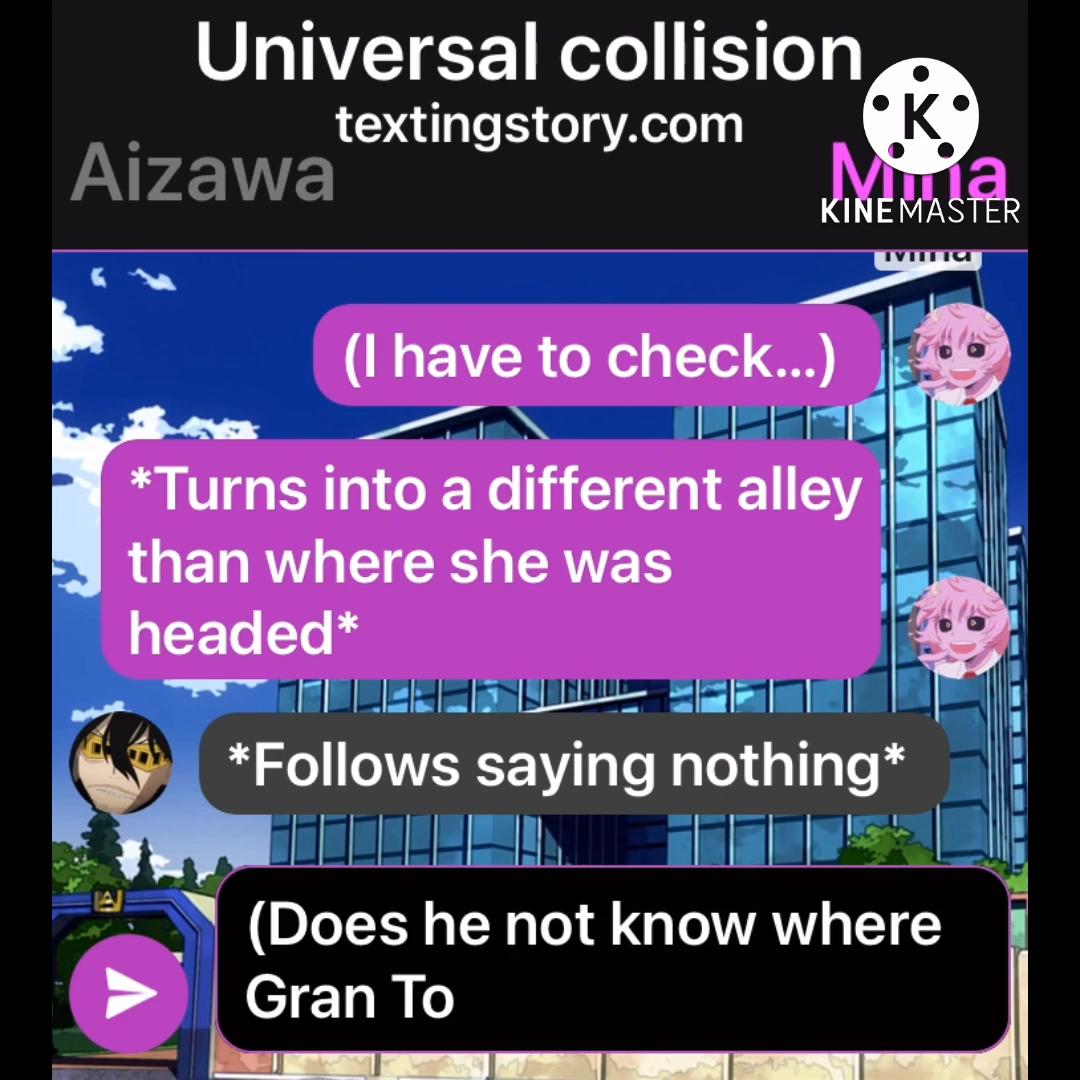 Universal collision
textingstory.com
Aizawa
Mina
K
KINEMASTER
Mina
(I have to check...)
*Turns into a different alley
than where she was
headed*
*Follows saying nothing*
(Does he not know where
Gran To